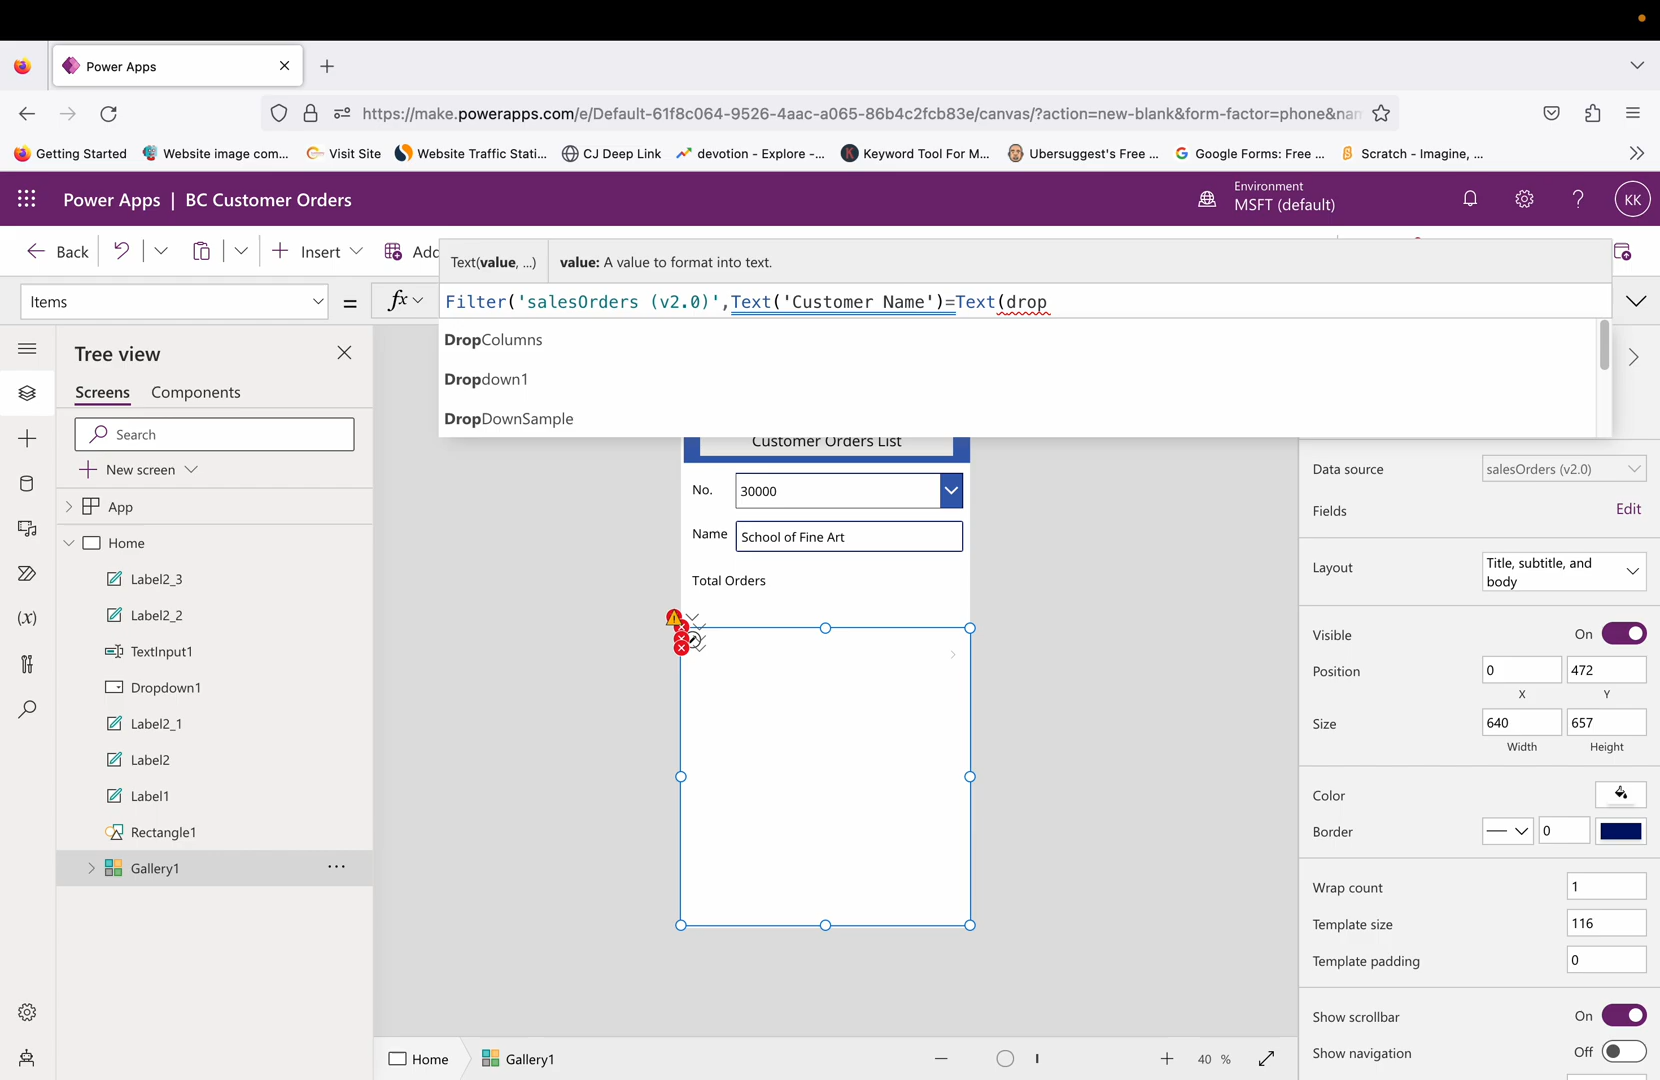 Power Apps
https://make.powerapps.com/e/Default-61f8c064-9526-4aac-a065-86b4c2fcb83e/canvas/?action=new-blank&form-factor=phone&nam
Getting Started
Website image com...
Visit Site
Website Traffic Stati...
CJ Deep Link
devotion - Explore -...
Keyword Tool For M...
Ubersuggest's Free ...
Google Forms: Free ...
Scratch - Imagine, ...
Power Apps | BC Customer Orders
Environment
MSFT (default)
KK
Back
Insert
Add
Text(value, ...)
value: A value to format into text.
Items
=
fx
Filter('salesOrders (v2.0)',Text('Customer Name')=Text(drop
DropColumns
Dropdown1
DropDownSample
Tree view
Screens
Components
Search
New screen
App
Home
Label2_3
Label2_2
TextInput1
Dropdown1
Label2_1
Label2
Label1
Rectangle1
Gallery1
Customer Orders List
No.
30000
Name
School of Fine Art
Total Orders
Data source
salesOrders (v2.0)
Fields
Edit
Layout
Title, subtitle, and body
Visible
On
Position
0
472
X
Y
Size
640
657
Width
Height
Color
Border
0
Wrap count
1
Template size
116
Template padding
0
Show scrollbar
On
Show navigation
Off
Home
Gallery1
40 %